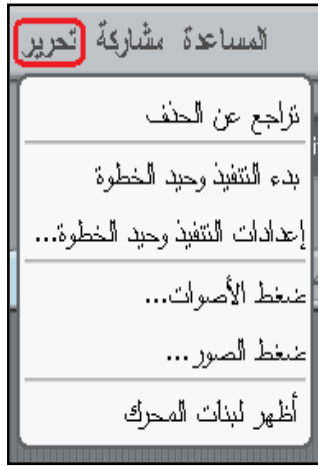 تحرير مشاركة المساعدة
تراجع عن الحذف
بدء التنفيذ وحيد الخطوة
إعدادات التنفيذ وحيد الخطوة...
ضغط الأصوات...
ضغط الصور...
أظهر لبنات المحرك